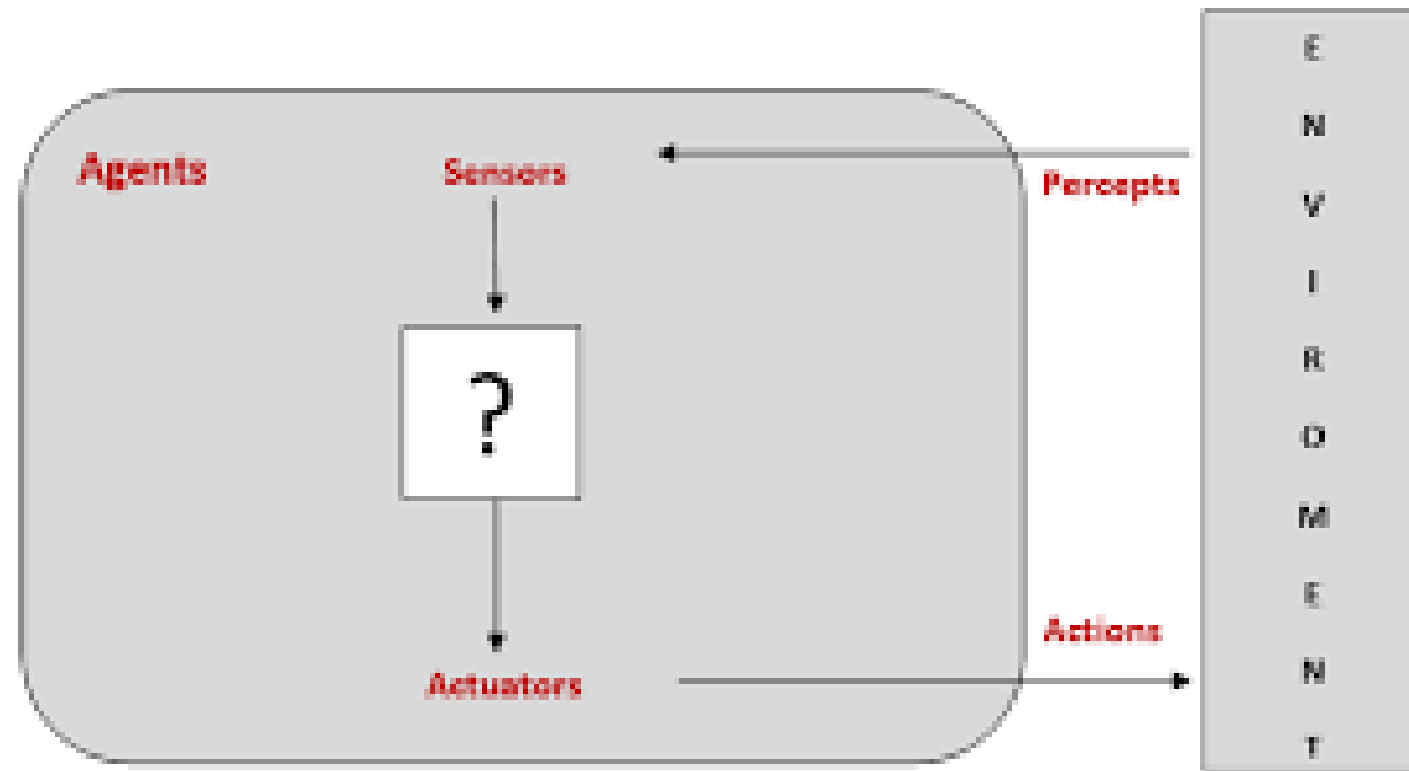 Agents
Sensors
Percepts
?
Actions
Actuators
E
N
V
I
R
O
M
E
N
T